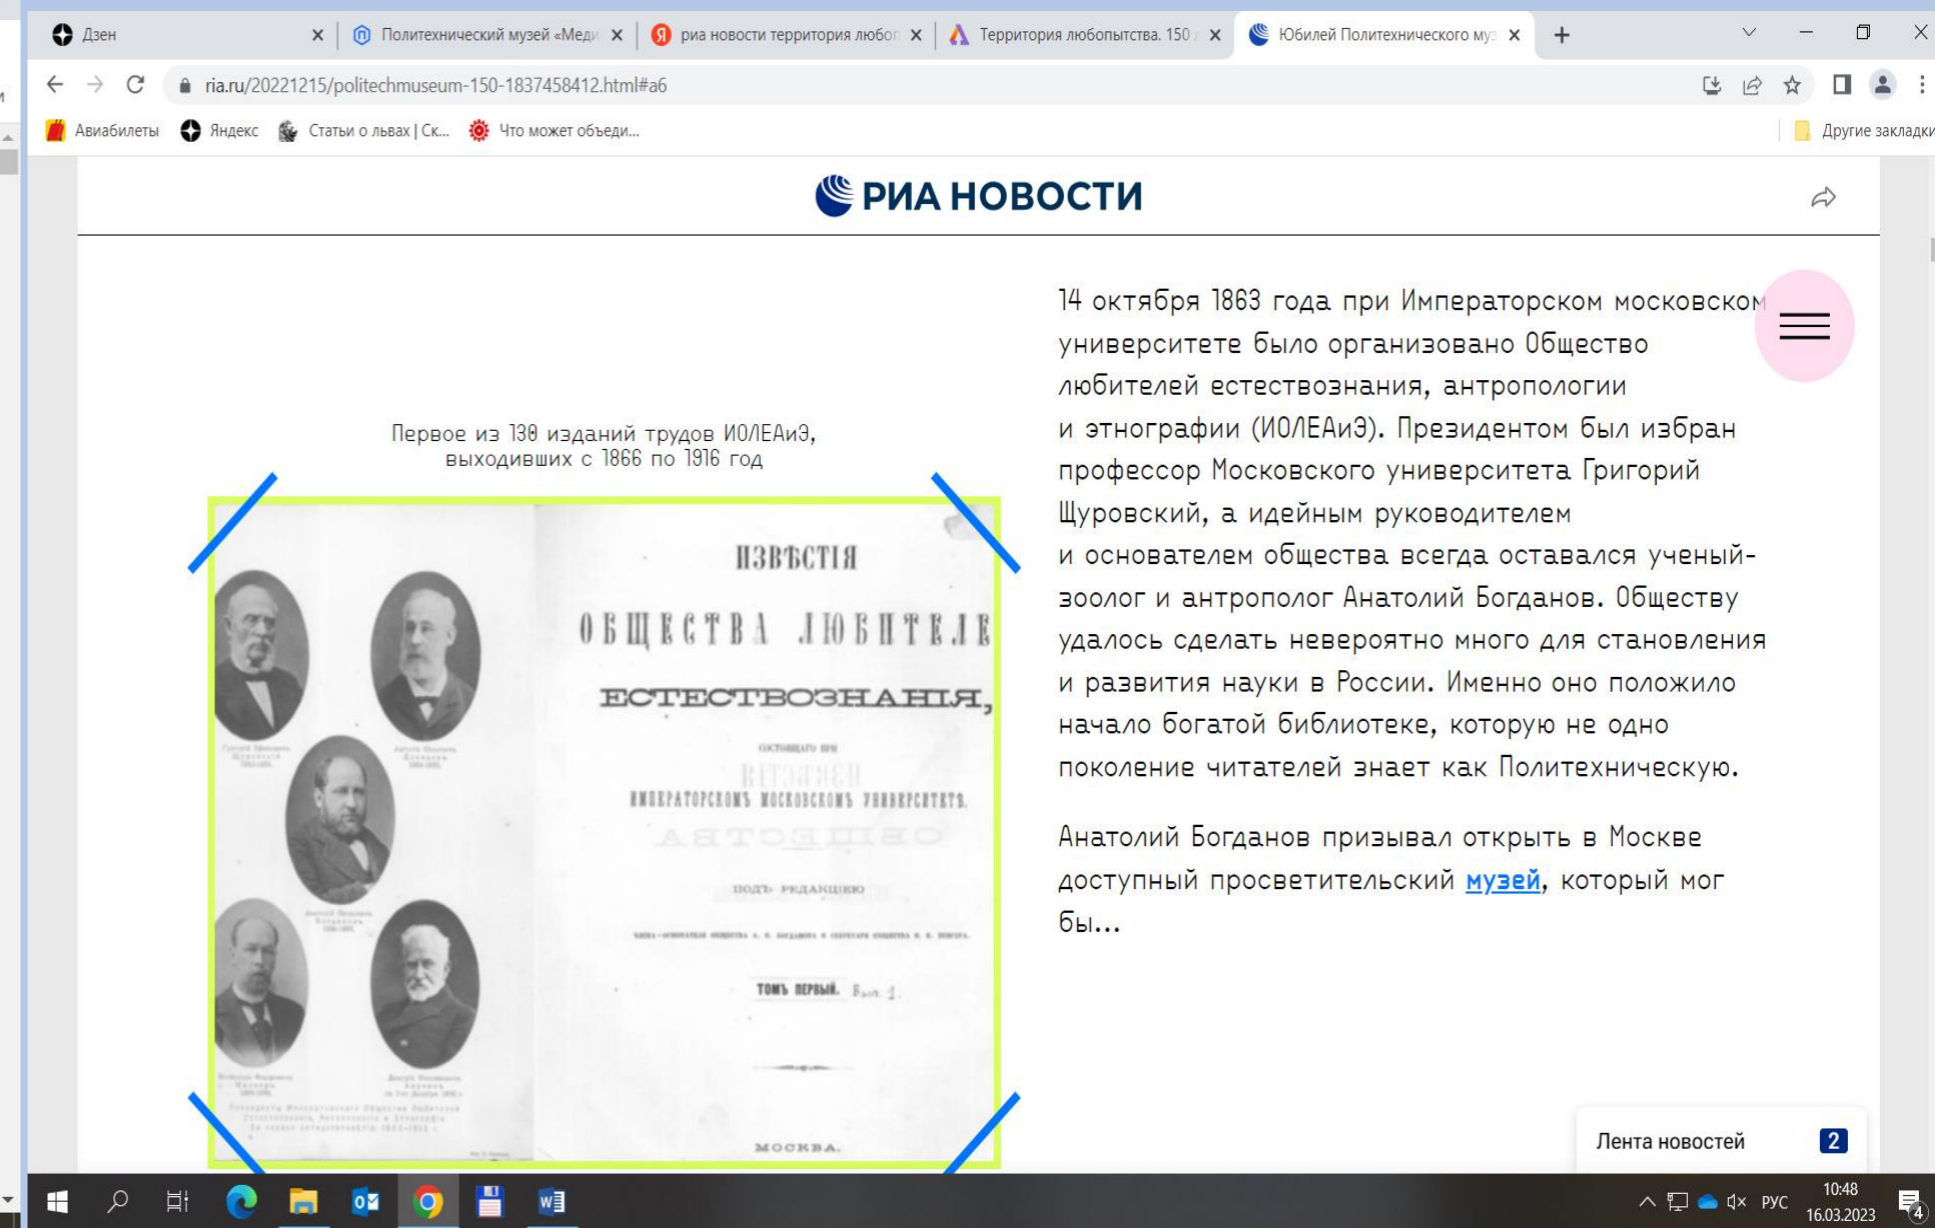 Дзен
Политехнический музей «Меди
риа новости территория любоп
Территория любопытства. 150 л
Юбилей Политехнического муз
ria.ru/20221215/politechmuseum-150-1837458412.html#a6
Авиабилеты
Яндекс
Статьи о львах | Ск...
Что может объеди...
Другие закладки
РИА НОВОСТИ
Первое из 130 изданий трудов ИОЛЕАиЭ,
выходивших с 1866 по 1916 год
ИЗВѢСТІЯ
ОБЩЕСТВА ЛЮБИТЕЛЕ
ЕСТЕСТВОЗНАНІЯ,
СОСТОЯЩАГО ПРИ
ИМПЕРАТОРСКОМЪ МОСКОВСКОМЪ УНИВЕРСИТЕТѢ.
ПОДЪ РЕДАКЦІЕЮ
ТОМЪ ПЕРВЫЙ. Вып. 1.
МОСКВА.
14 октября 1863 года при Императорском московском
университете было организовано Общество
любителей естествознания, антропологии
и этнографии (ИОЛЕАиЭ). Президентом был избран
профессор Московского университета Григорий
Щуровский, а идейным руководителем
и основателем общества всегда оставался ученый-
зоолог и антрополог Анатолий Богданов. Обществу
удалось сделать невероятно много для становления
и развития науки в России. Именно оно положило
начало богатой библиотеке, которую не одно
поколение читателей знает как Политехническую.
Анатолий Богданов призывал открыть в Москве
доступный просветительский музей, который мог
бы...
Лента новостей 2
РУС
10:48
16.03.2023
4